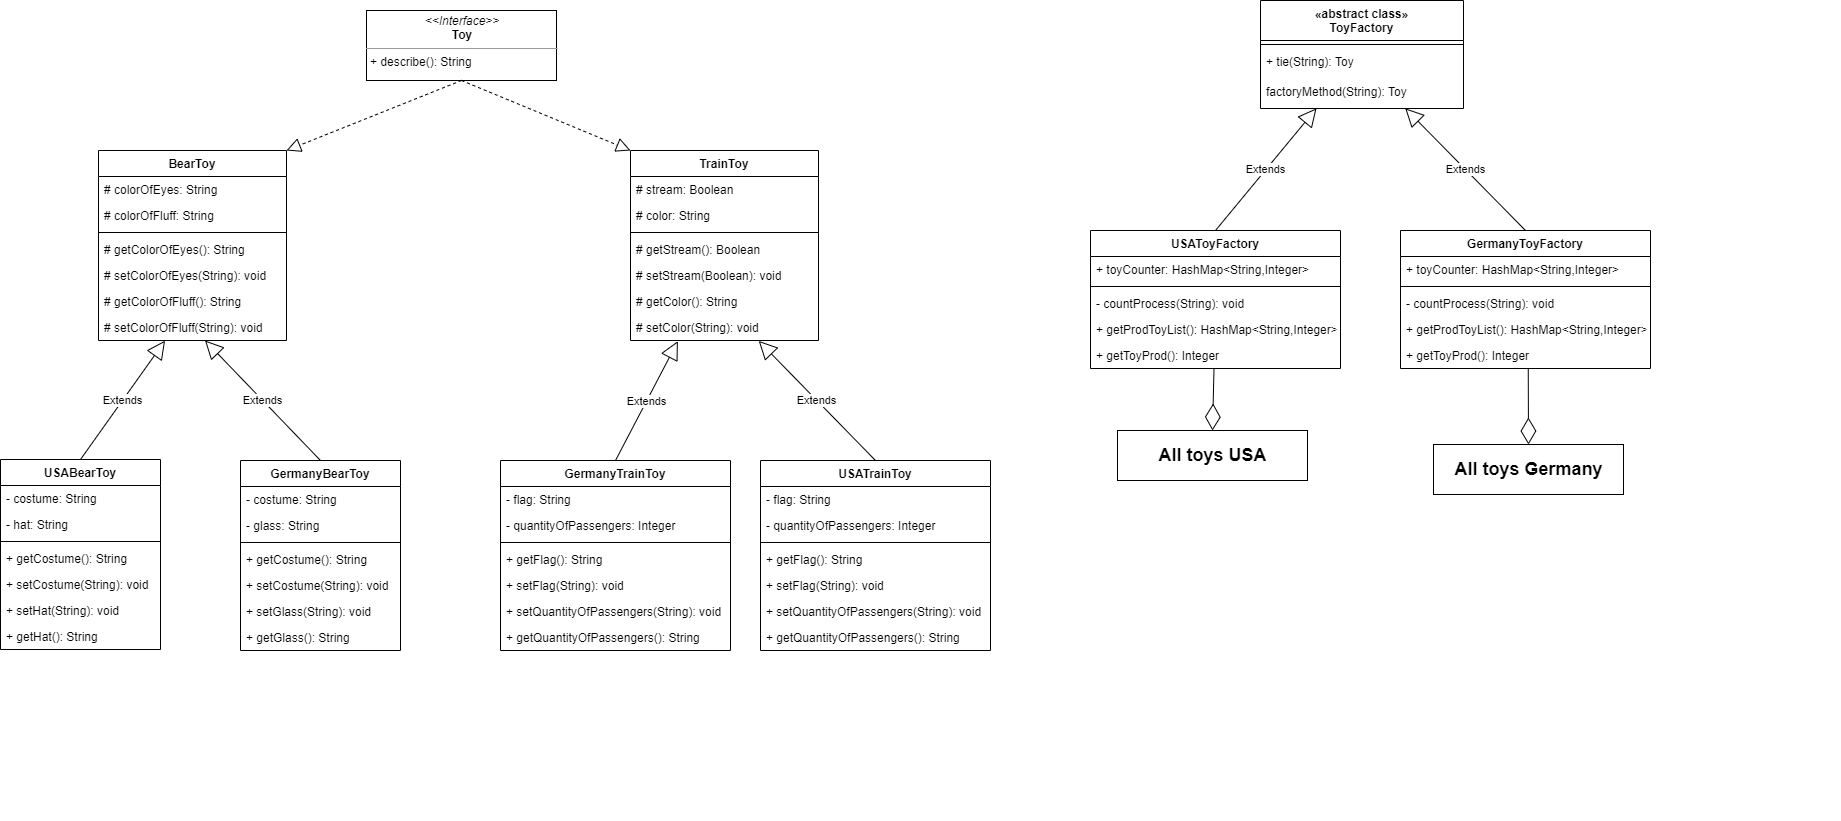 <<Interface>>
Toy
+ describe(): String
BearToy
# colorOfEyes: String
# colorOfFluff: String
# getColorOfEyes(): String
# setColorOfEyes(String): void
# getColorOfFluff(): String
# setColorOfFluff(String): void
TrainToy
# stream: Boolean
# color: String
# getStream(): Boolean
# setStream(Boolean): void
# getColor(): String
# setColor(String): void
Extends
Extends
Extends
Extends
USABearToy
- costume: String
- hat: String
+ getCostume(): String
+ setCostume(String): void
+ setHat(String): void
+ getHat(): String
GermanyBearToy
- costume: String
- glass: String
+ getCostume(): String
+ setCostume(String): void
+ setGlass(String): void
+ getGlass(): String
GermanyTrainToy
- flag: String
- quantityOfPassengers: Integer
+ getFlag(): String
+ setFlag(String): void
+ setQuantityOfPassengers(String): void
+ getQuantityOfPassengers(): String
USATrainToy
- flag: String
- quantityOfPassengers: Integer
+ getFlag(): String
+ setFlag(String): void
+ setQuantityOfPassengers(String): void
+ getQuantityOfPassengers(): String
«abstract class»
ToyFactory
+ tie(String): Toy
factoryMethod(String): Toy
Extends
Extends
USAToyFactory
+ toyCounter: HashMap<String,Integer>
- countProcess(String): void
+ getProdToyList(): HashMap<String,Integer>
+ getToyProd(): Integer
GermanyToyFactory
+ toyCounter: HashMap<String,Integer>
- countProcess(String): void
+ getProdToyList(): HashMap<String,Integer>
+ getToyProd(): Integer
All toys USA
All toys Germany